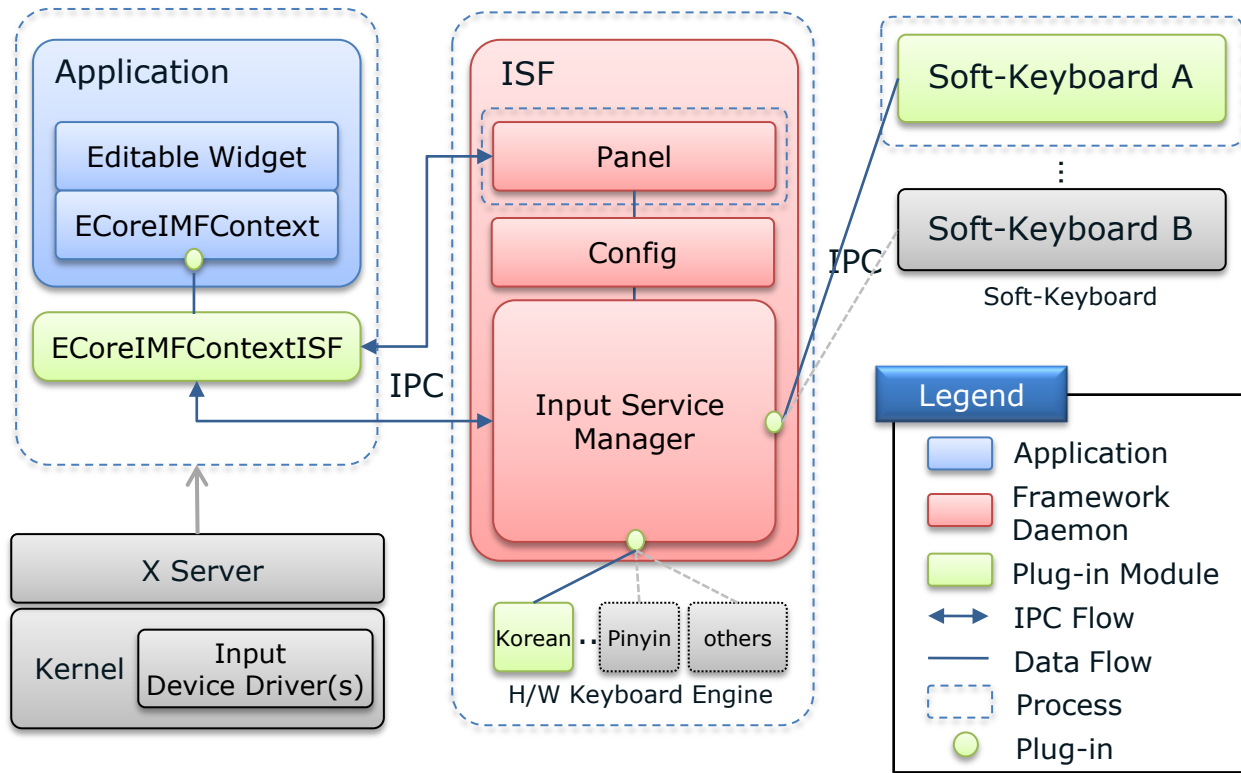 Application
Editable Widget
ECoreIMFContext
ECoreIMFContextISF
IPC
X Server
Kernel
Input
Device Driver(s)
ISF
Panel
Config
Input Service
Manager
Korean
..
Pinyin
others
H/W Keyboard Engine
IPC
Soft-Keyboard A
...
Soft-Keyboard B
Soft-Keyboard
Legend
Application
Framework
Daemon
Plug-in Module
IPC Flow
Data Flow
Process
Plug-in